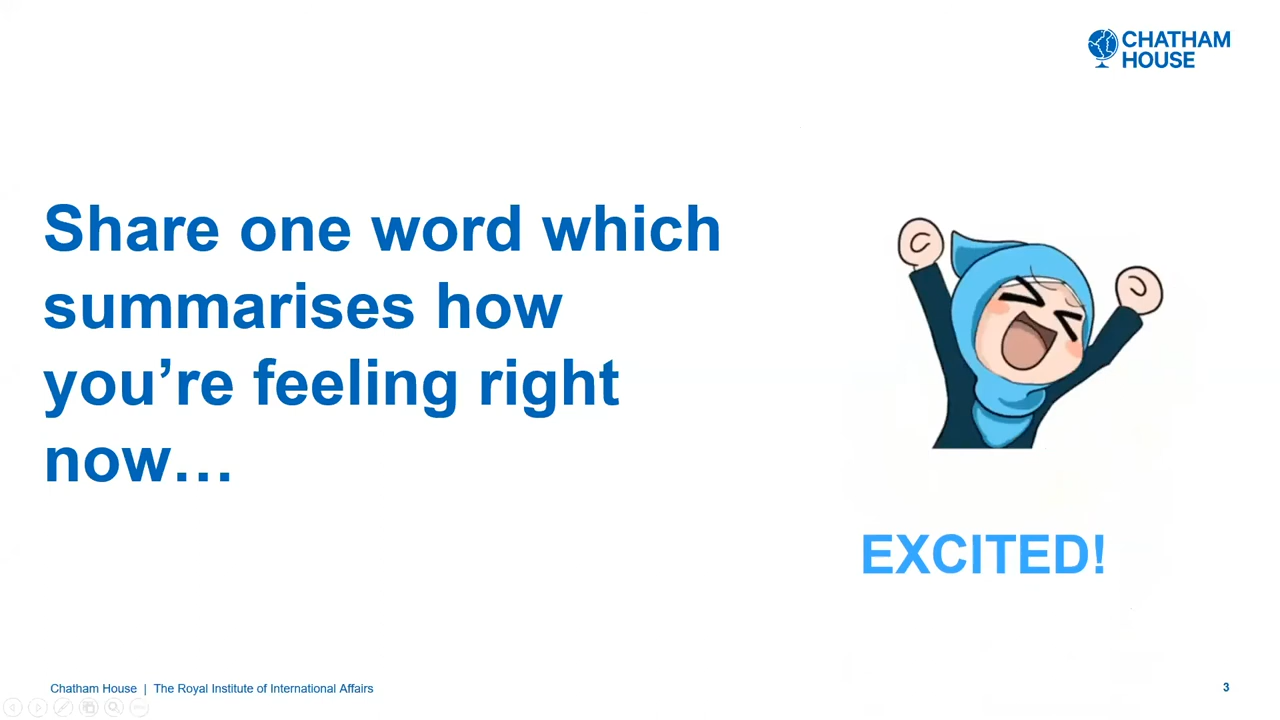 CHATHAM
HOUSE
Share one word which
summarises how
you’re feeling right
now…
EXCITED!
Chatham House | The Royal Institute of International Affairs
3